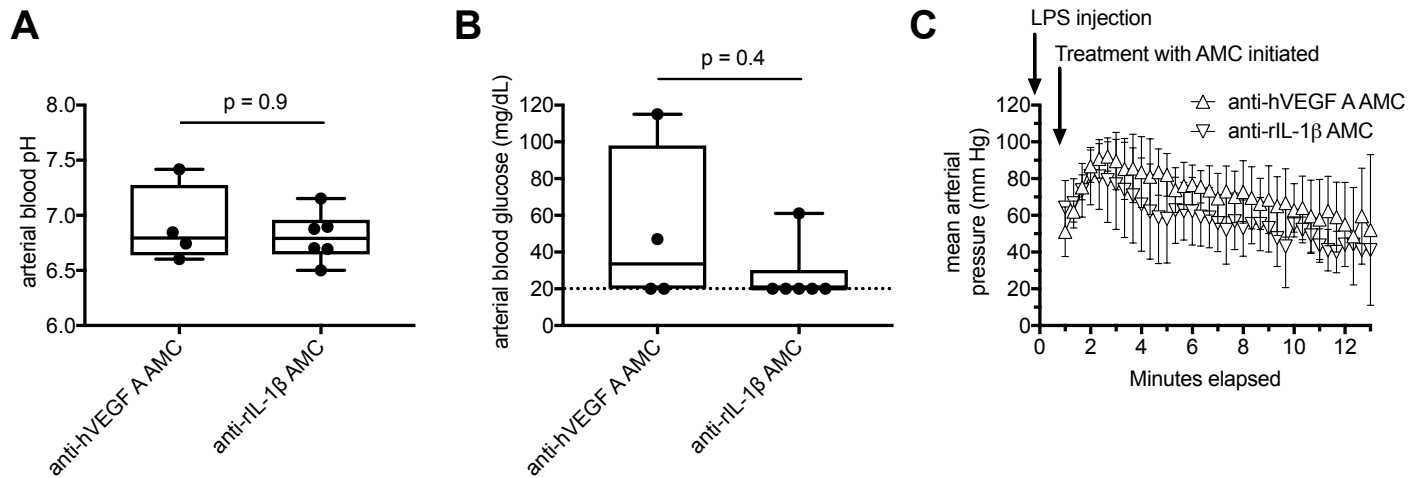 A
arterial blood pH
8.0
7.5
7.0
6.5
6.0
p = 0.9
anti-hVEGF A AMC
anti-rIL-1β AMC
B
arterial blood glucose (mg/dL)
120
100
80
60
40
20
0
p = 0.4
anti-hVEGF A AMC
anti-rIL-1β AMC
C
LPS injection
Treatment with AMC initiated
anti-hVEGF A AMC
anti-rIL-1β AMC
mean arterial
pressure (mm Hg)
120
100
80
60
40
20
0
0 2 4 6 8 10 12
Minutes elapsed